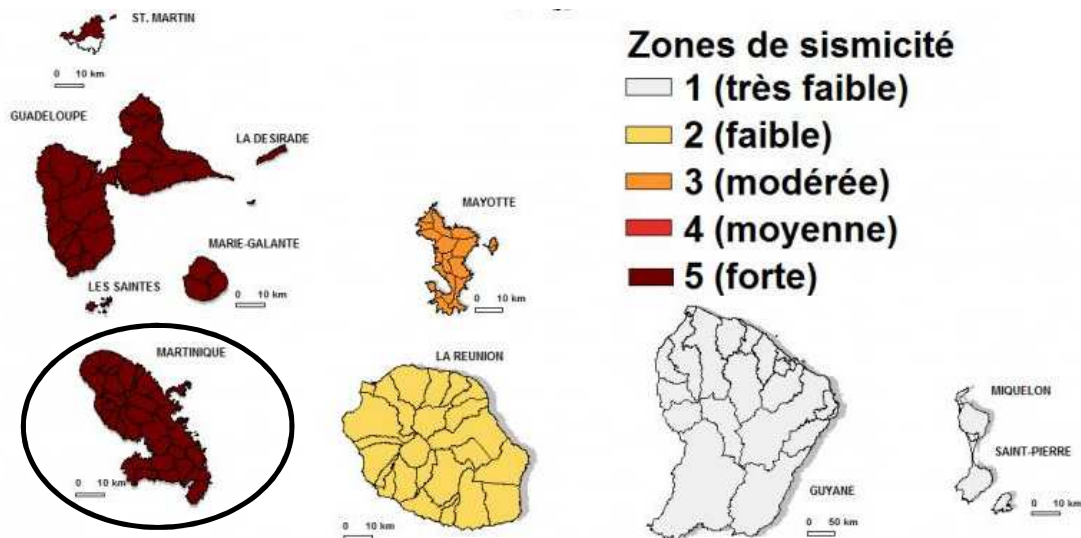 ST. MARTIN
0 10 km
GUADELOUPE
LA DESIRADE
MARIE-GALANTE
0 10 km
LES SAINTES
MAYOTTE
0 10 km
Zones de sismicité
1 (très faible)
2 (faible)
3 (modérée)
4 (moyenne)
5 (forte)
MARTINIQUE
0 10 km
LA REUNION
0 10 km
GUYANE
0 50 km
MIQUELON
SAINT-PIERRE
0 10 km